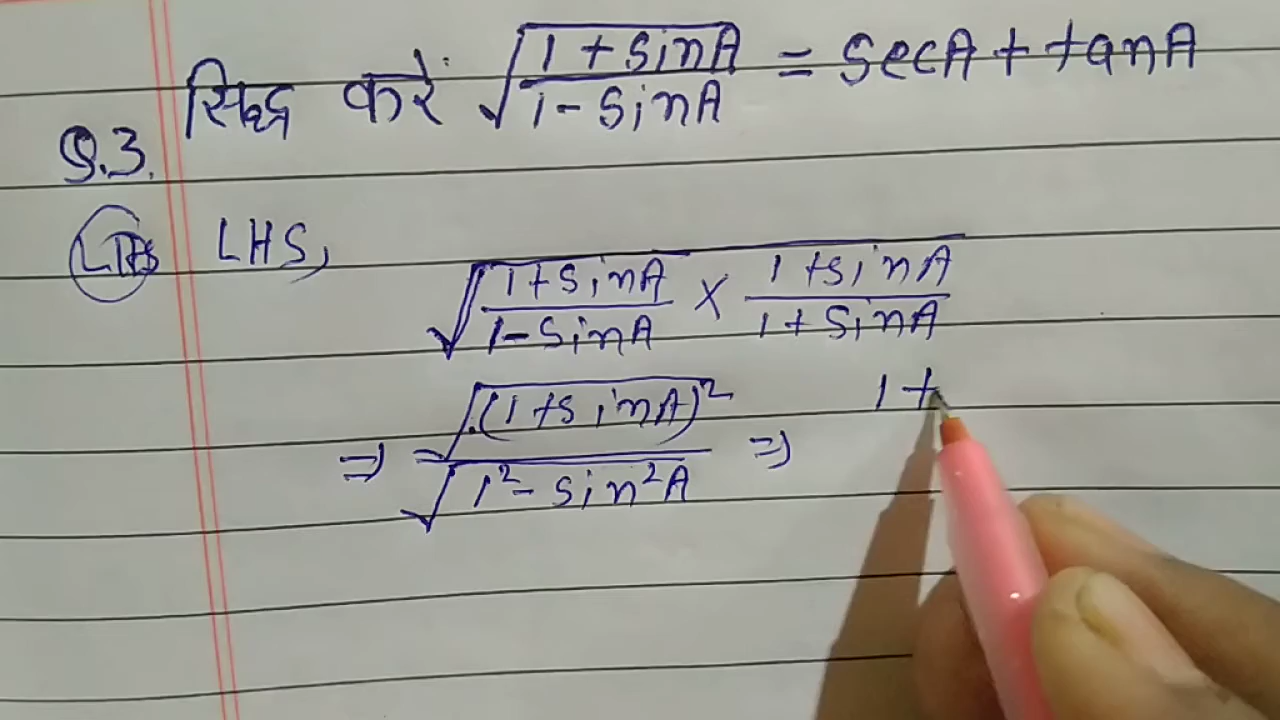 सिद्ध करें √(1 + sinA)/(1 - sinA) = secA + tanA
Q.3.
LHS LHS,
√(1 + sinA)/(1 - sinA) × (1 + sinA)/(1 + sinA)
⇒ = √(1 + sinA)²/√1² - sin²A ⇒ 1 +